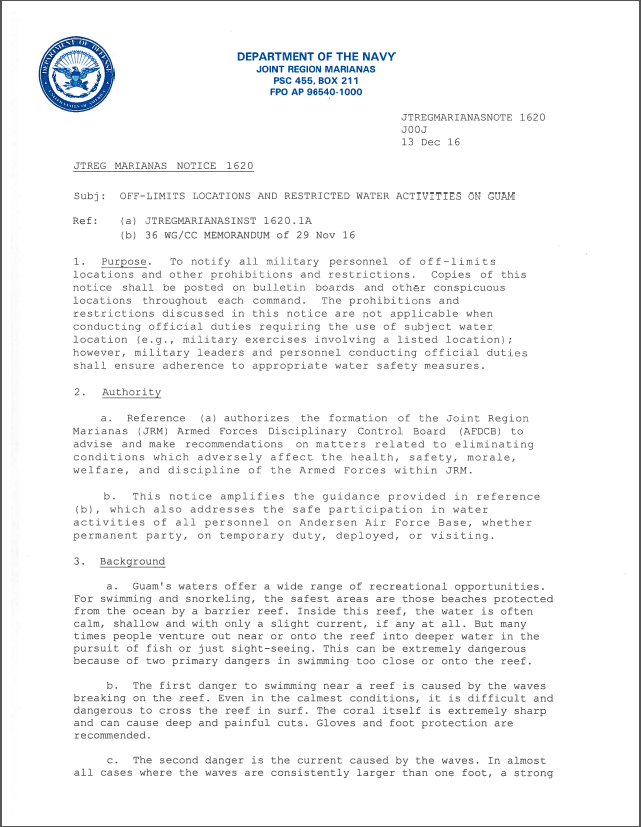 DEPARTMENT OF DEFENSE
UNITED STATES OF AMERICA
DEPARTMENT OF THE NAVY
JOINT REGION MARIANAS
PSC 455, BOX 211
FPO AP 96540-1000
JTREGMARIANASNOTE 1620
J00J
13 Dec 16
JTREG MARIANAS NOTICE 1620
Subj: OFF-LIMITS LOCATIONS AND RESTRICTED WATER ACTIVITIES ON GUAM
Ref: (a) JTREGMARIANASINST 1620.1A
(b) 36 WG/CC MEMORANDUM of 29 Nov 16
1. Purpose. To notify all military personnel of off-limits
locations and other prohibitions and restrictions. Copies of this
notice shall be posted on bulletin boards and other conspicuous
locations throughout each command. The prohibitions and
restrictions discussed in this notice are not applicable when
conducting official duties requiring the use of subject water
location (e.g., military exercises involving a listed location);
however, military leaders and personnel conducting official duties
shall ensure adherence to appropriate water safety measures.
2. Authority
a. Reference (a) authorizes the formation of the Joint Region
Marianas (JRM) Armed Forces Disciplinary Control Board (AFDCB) to
advise and make recommendations on matters related to eliminating
conditions which adversely affect the health, safety, morale,
welfare, and discipline of the Armed Forces within JRM.
b. This notice amplifies the guidance provided in reference
(b), which also addresses the safe participation in water
activities of all personnel on Andersen Air Force Base, whether
permanent party, on temporary duty, deployed, or visiting.
3. Background
a. Guam's waters offer a wide range of recreational opportunities.
For swimming and snorkeling, the safest areas are those beaches protected
from the ocean by a barrier reef. Inside this reef, the water is often
calm, shallow and with only a slight current, if any at all. But many
times people venture out near or onto the reef into deeper water in the
pursuit of fish or just sight-seeing. This can be extremely dangerous
because of two primary dangers in swimming too close or onto the reef.
b. The first danger to swimming near a reef is caused by the waves
breaking on the reef. Even in the calmest conditions, it is difficult and
dangerous to cross the reef in surf. The coral itself is extremely sharp
and can cause deep and painful cuts. Gloves and foot protection are
recommended.
c. The second danger is the current caused by the waves. In almost
all cases where the waves are consistently larger than one foot, a strong